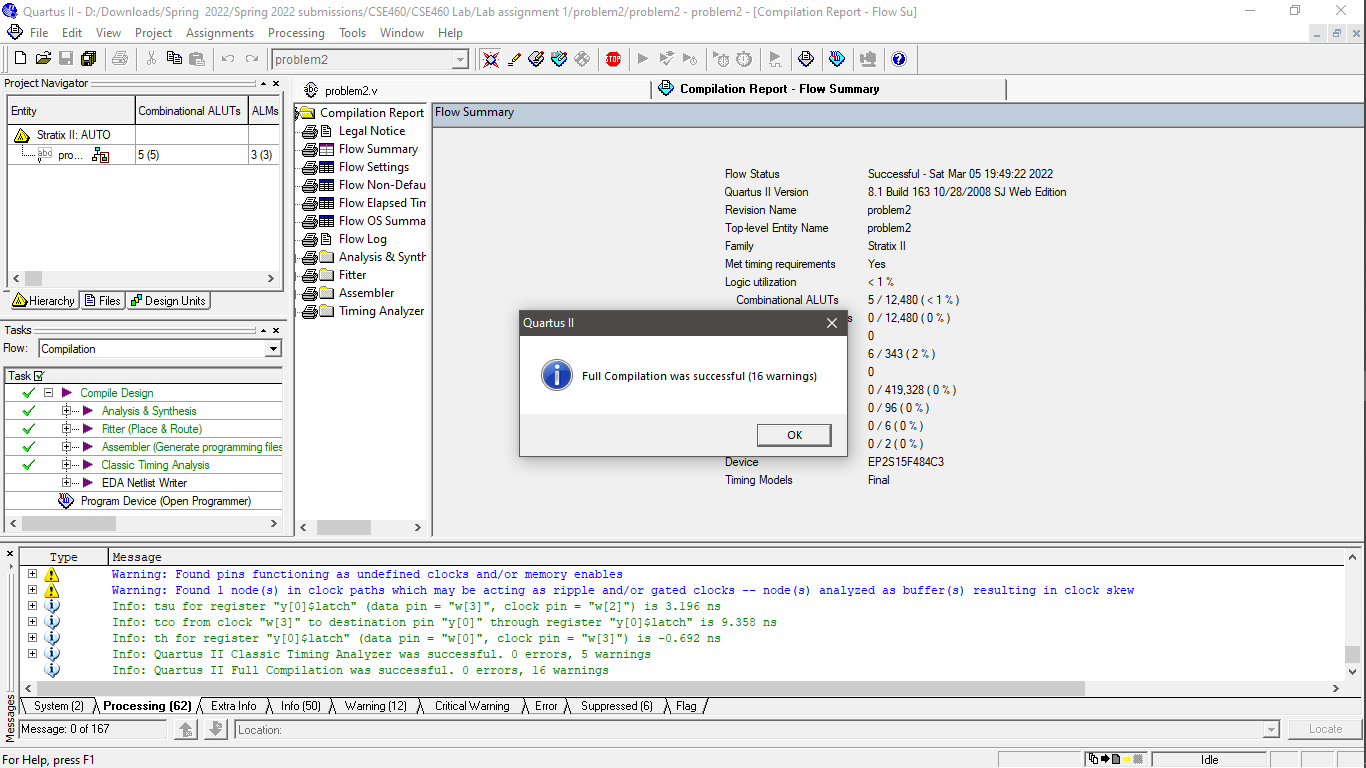 Quartus II - D:/Downloads/Spring 2022/Spring 2022 submissions/CSE460/CSE460 Lab/Lab assignment 1/problem2/problem2 - problem2 - [Compilation Report - Flow Su]
File Edit View Project Assignments Processing Tools Window Help
problem2
STOP
Project Navigator
Entity Combinational ALUTs ALMs
Stratix II: AUTO
abc pro... 5 (5) 3 (3)
Hierarchy Files Design Units
Tasks
Flow: Compilation
Task
Compile Design
Analysis & Synthesis
Fitter (Place & Route)
Assembler (Generate programming files
Classic Timing Analysis
EDA Netlist Writer
Program Device (Open Programmer)
problem2.v
Compilation Report - Flow Summary
Compilation Report
Legal Notice
Flow Summary
Flow Settings
Flow Non-Defau
Flow Elapsed Tim
Flow OS Summa
Flow Log
Analysis & Synth
Fitter
Assembler
Timing Analyzer
Flow Summary
Flow Status Successful - Sat Mar 05 19:49:22 2022
Quartus II Version 8.1 Build 163 10/28/2008 SJ Web Edition
Revision Name problem2
Top-level Entity Name problem2
Family Stratix II
Met timing requirements Yes
Logic utilization < 1 %
Combinational ALUTs 5 / 12,480 ( < 1 % )
s 0 / 12,480 ( 0 % )
0
6 / 343 ( 2 % )
0
0 / 419,328 ( 0 % )
0 / 96 ( 0 % )
0 / 6 ( 0 % )
0 / 2 ( 0 % )
Device EP2S15F484C3
Timing Models Final
Quartus II
Full Compilation was successful (16 warnings)
OK
Type Message
Warning: Found pins functioning as undefined clocks and/or memory enables
Warning: Found 1 node(s) in clock paths which may be acting as ripple and/or gated clocks -- node(s) analyzed as buffer(s) resulting in clock skew
Info: tsu for register "y[0]$latch" (data pin = "w[3]", clock pin = "w[2]") is 3.196 ns
Info: tco from clock "w[3]" to destination pin "y[0]" through register "y[0]$latch" is 9.358 ns
Info: th for register "y[0]$latch" (data pin = "w[0]", clock pin = "w[3]") is -0.692 ns
Info: Quartus II Classic Timing Analyzer was successful. 0 errors, 5 warnings
Info: Quartus II Full Compilation was successful. 0 errors, 16 warnings
System (2) Processing (62) Extra Info Info (50) Warning (12) Critical Warning Error Suppressed (6) Flag
Messages
Message: 0 of 167 Location: Locate
For Help, press F1 Idle